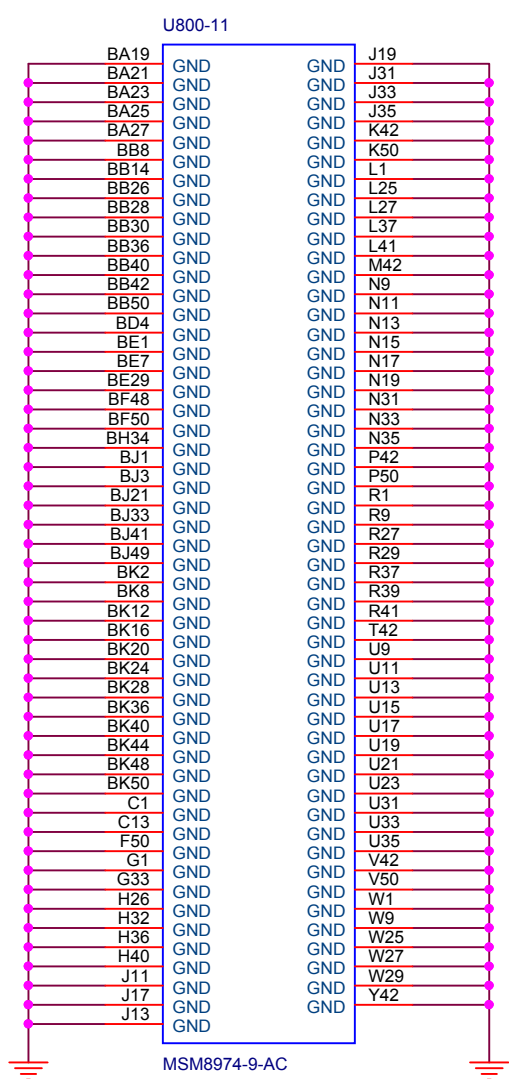 U800-11
BA19 GND GND J19
BA21 GND GND J31
BA23 GND GND J33
BA25 GND GND J35
BA27 GND GND K42
BB8 GND GND K50
BB14 GND GND L1
BB26 GND GND L25
BB28 GND GND L27
BB30 GND GND L37
BB36 GND GND L41
BB40 GND GND M42
BB42 GND GND N9
BB50 GND GND N11
BD4 GND GND N13
BE1 GND GND N15
BE7 GND GND N17
BE29 GND GND N19
BF48 GND GND N31
BF50 GND GND N33
BH34 GND GND N35
BJ1 GND GND P42
BJ3 GND GND P50
BJ21 GND GND R1
BJ33 GND GND R9
BJ41 GND GND R27
BJ49 GND GND R29
BK2 GND GND R37
BK8 GND GND R39
BK12 GND GND R41
BK16 GND GND T42
BK20 GND GND U9
BK24 GND GND U11
BK28 GND GND U13
BK36 GND GND U15
BK40 GND GND U17
BK44 GND GND U19
BK48 GND GND U21
BK50 GND GND U23
C1 GND GND U31
C13 GND GND U33
F50 GND GND U35
G1 GND GND V42
G33 GND GND V50
H26 GND GND W1
H32 GND GND W9
H36 GND GND W25
H40 GND GND W27
J11 GND GND W29
J17 GND GND Y42
J13 GND
MSM8974-9-AC